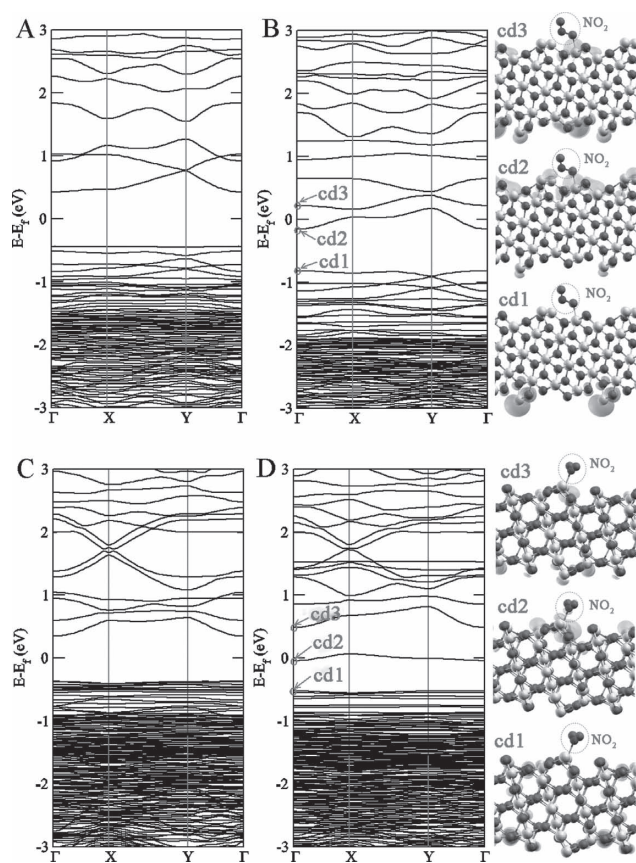 A
E-E_f (eV)
3
2
1
0
-1
-2
-3
Γ X Y Γ
B
E-E_f (eV)
3
2
1
0
-1
-2
-3
cd3
cd2
cd1
Γ X Y Γ
cd3 NO₂
cd2 NO₂
cd1 NO₂
C
E-E_f (eV)
3
2
1
0
-1
-2
-3
Γ X Y Γ
D
E-E_f (eV)
3
2
1
0
-1
-2
-3
cd3
cd2
cd1
Γ X Y Γ
cd3 NO₂
cd2 NO₂
cd1 NO₂